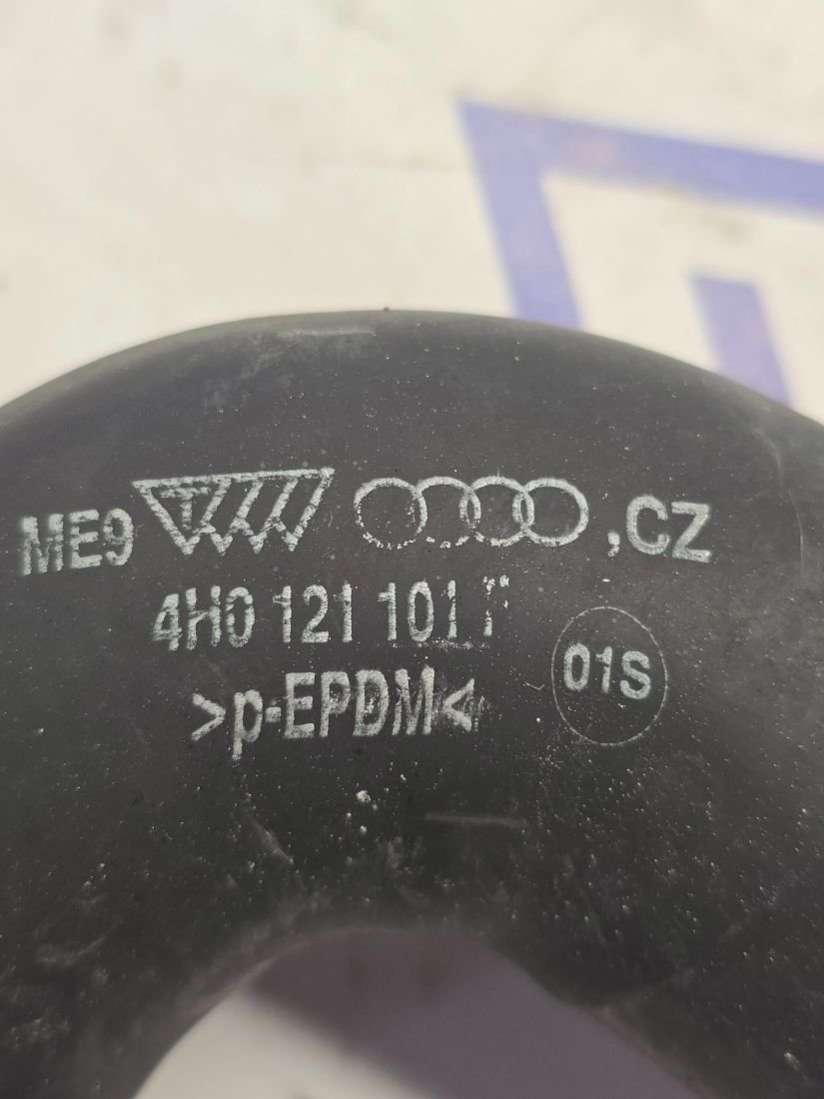 ME9 ,CZ
4H0 121 101
>p-EPDM<
01S